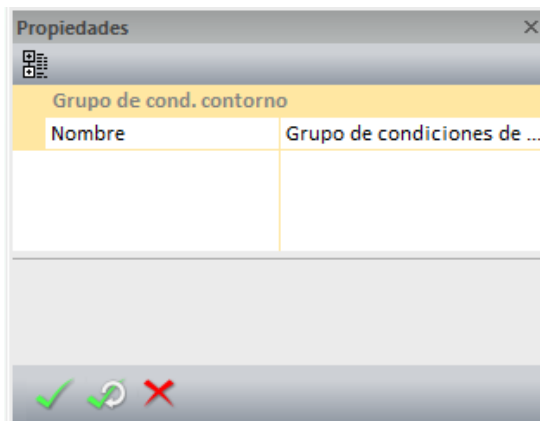 Propiedades
Grupo de cond. contorno
Nombre Grupo de condiciones de ...